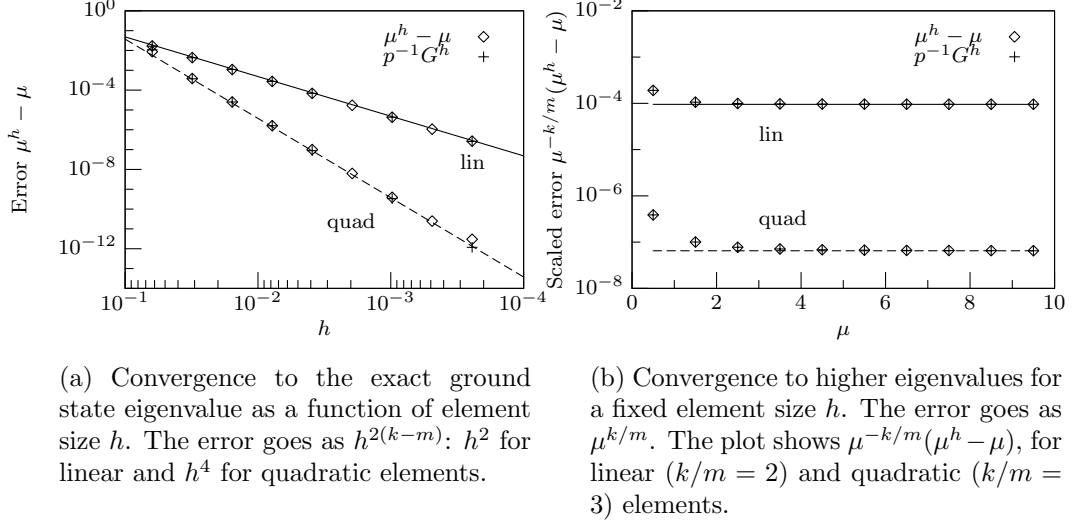 10^0
10^−4
10^−8
10^−12
Error μ^h − μ
μ^h − μ
p^−1 G^h
lin
quad
10^−1
10^−2
10^−3
10^−4
h
10^−2
10^−4
10^−6
10^−8
Scaled error μ^−k/m (μ^h − μ)
μ^h − μ
p^−1 G^h
lin
quad
0
2
4
6
8
10
μ
(a) Convergence to the exact ground
state eigenvalue as a function of element
size h. The error goes as h^2(k−m): h^2 for
linear and h^4 for quadratic elements.
(b) Convergence to higher eigenvalues for
a fixed element size h. The error goes as
μ^k/m. The plot shows μ^−k/m (μ^h − μ), for
linear (k/m = 2) and quadratic (k/m =
3) elements.